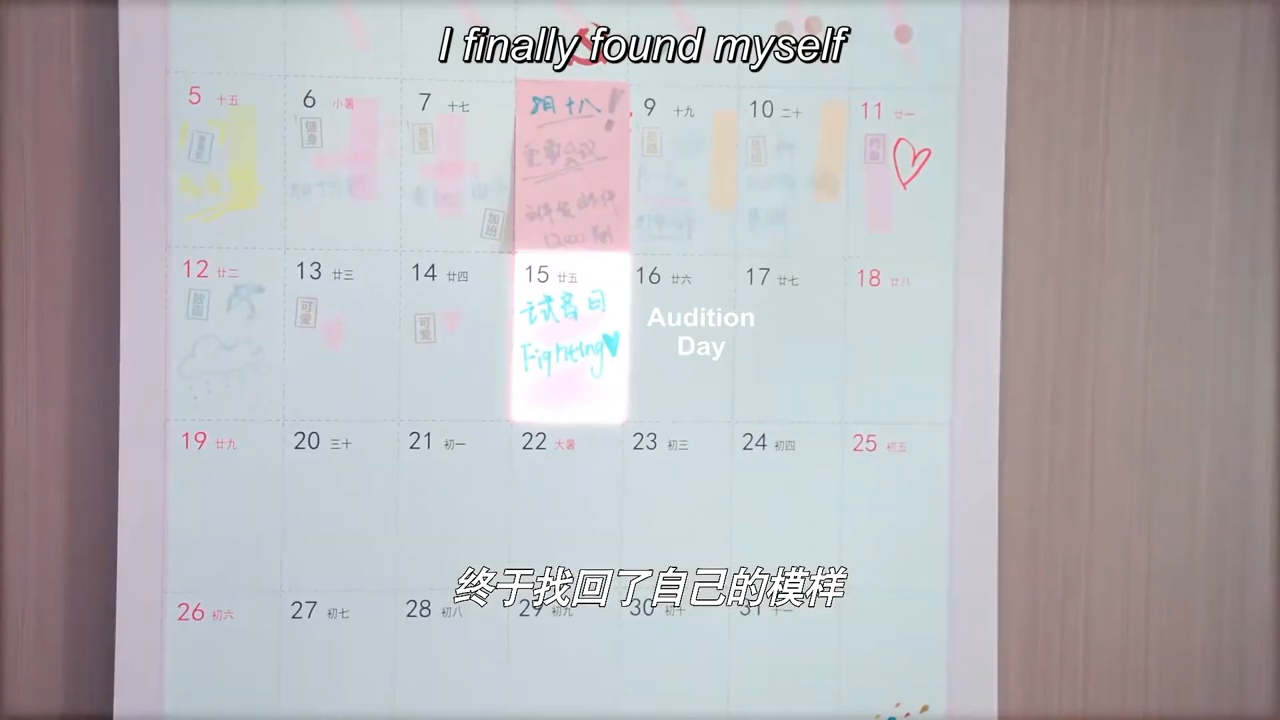 I finally found myself
5 十五
6 小暑
7 十七
十八
9 十九
10 二十
11 廿一
健身
加班
12 廿二
13 廿三
14 廿四
15 廿五
16 廿六
17 廿七
18 廿八
可爱
可爱
试音日
Fighting
Audition
Day
19 廿九
20 三十
21 初一
22 大暑
23 初三
24 初四
25 初五
终于找回了自己的模样
26 初六
27 初七
28 初八
29 初九
30 初十
31 十一